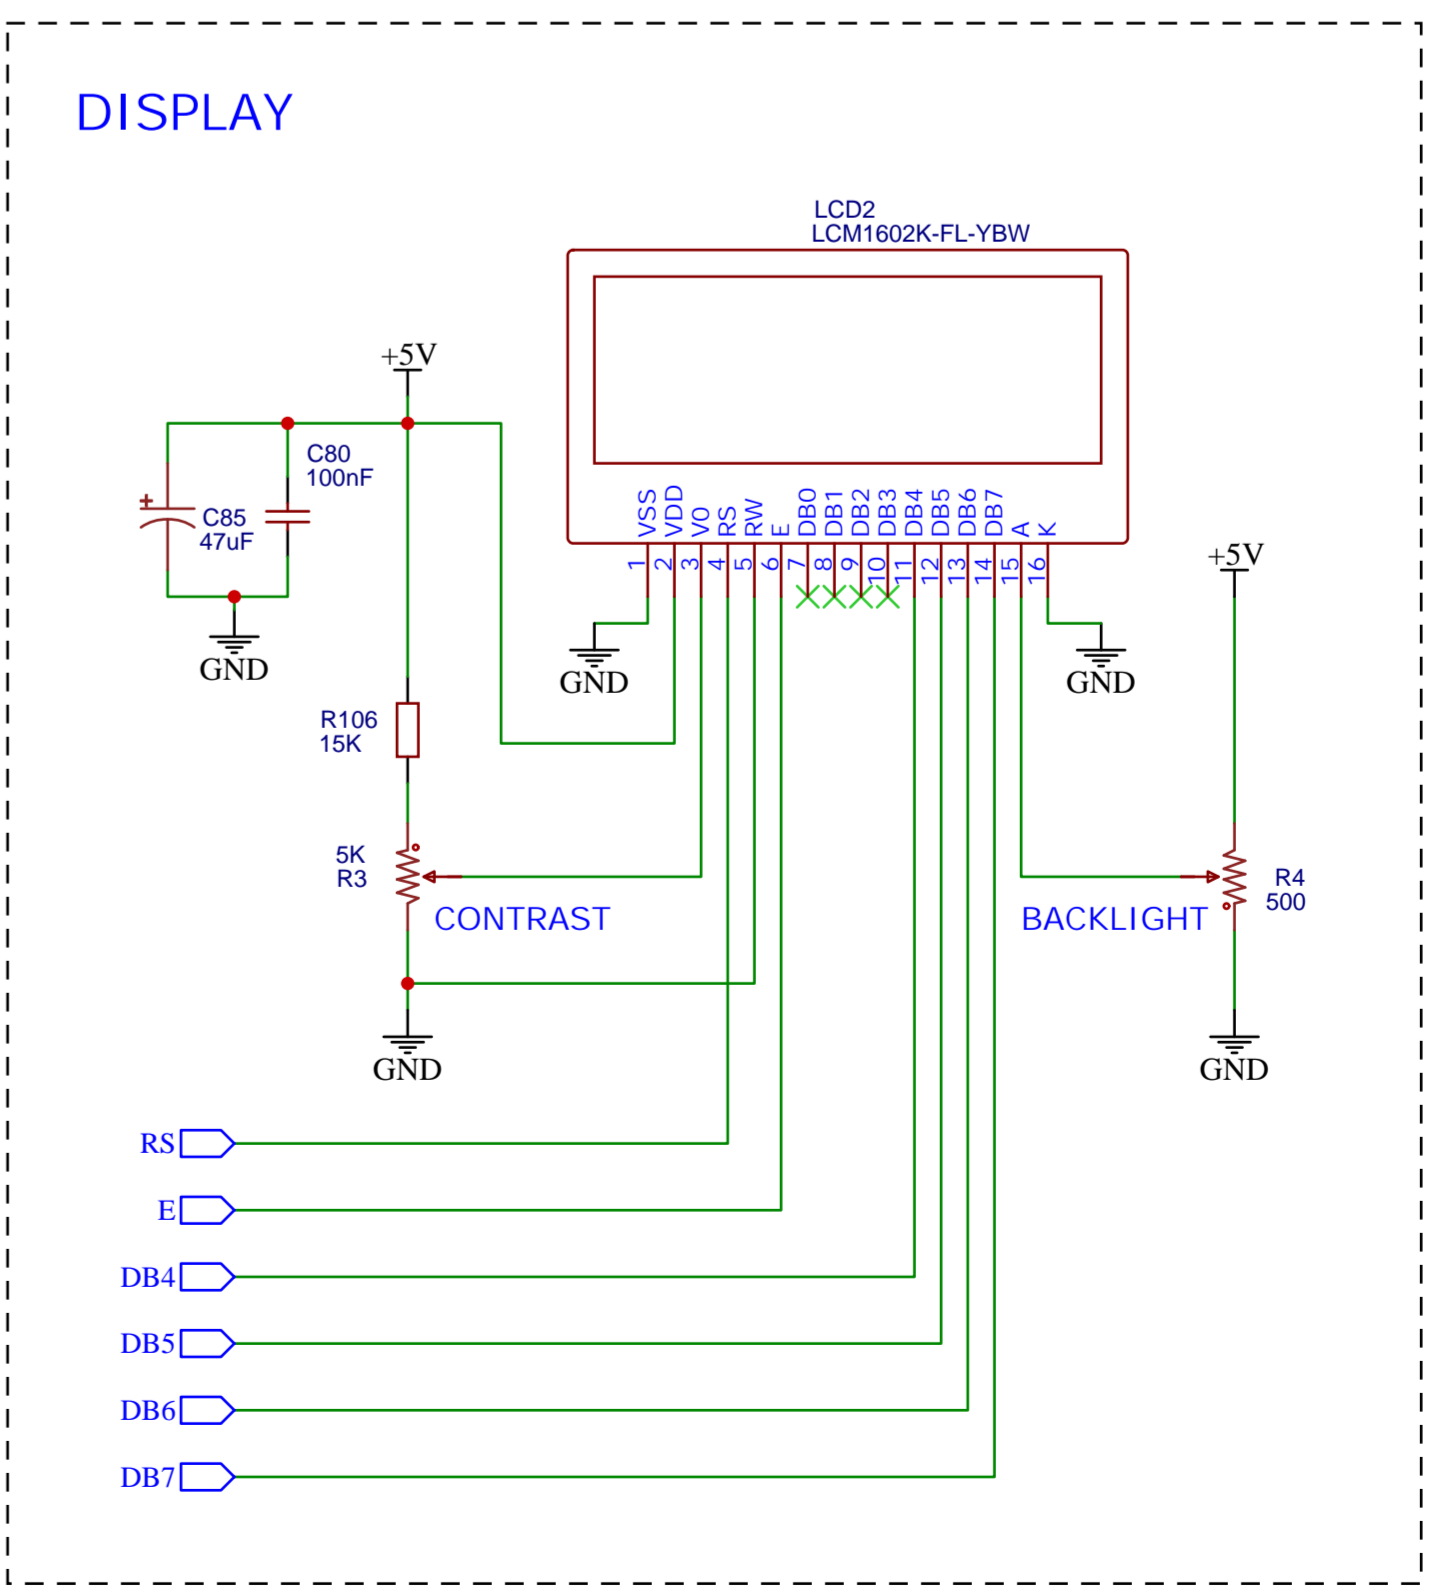 DISPLAY
LCD2
LCM1602K-FL-YBW
+5V
C80
100nF
+
C85
47uF
GND
VSS
VDD
V0
RS
RW
E
DB0
DB1
DB2
DB3
DB4
DB5
DB6
DB7
A
K
1
2
3
4
5
6
7
8
9
10
11
12
13
14
15
16
GND
GND
+5V
R106
15K
5K
R3
CONTRAST
BACKLIGHT
R4
500
GND
GND
RS
E
DB4
DB5
DB6
DB7